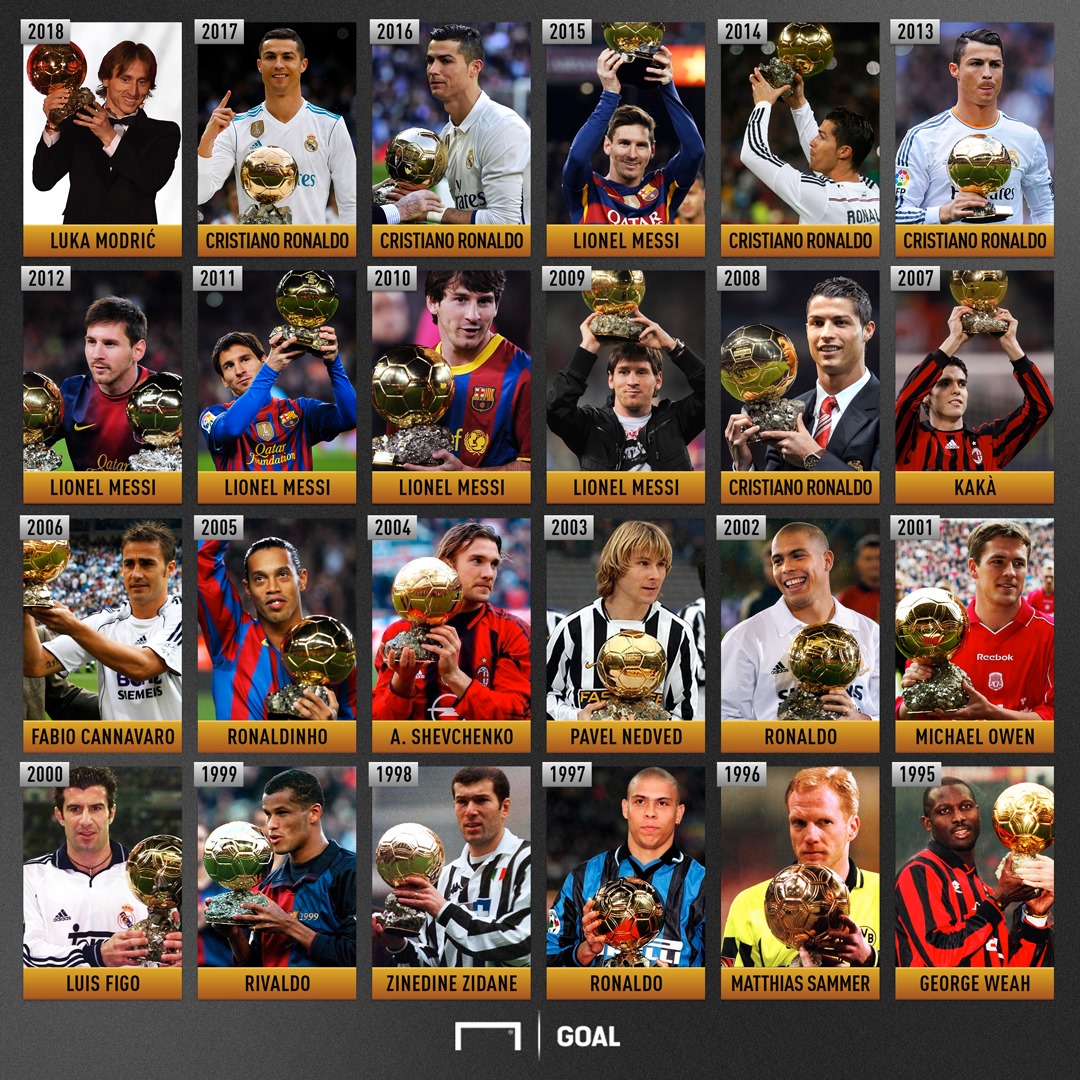 2018
2017
2016
2015
2014
2013
LUKA MODRIĆ
CRISTIANO RONALDO
CRISTIANO RONALDO
LIONEL MESSI
CRISTIANO RONALDO
CRISTIANO RONALDO
2012
2011
2010
2009
2008
2007
LIONEL MESSI
LIONEL MESSI
LIONEL MESSI
LIONEL MESSI
CRISTIANO RONALDO
KAKÀ
2006
2005
2004
2003
2002
2001
Reebok
SIEMENS
FABIO CANNAVARO
RONALDINHO
A. SHEVCHENKO
PAVEL NEDVED
RONALDO
MICHAEL OWEN
2000
1999
1998
1997
1996
1995
1999
LUIS FIGO
RIVALDO
ZINEDINE ZIDANE
RONALDO
MATTHIAS SAMMER
GEORGE WEAH
GOAL